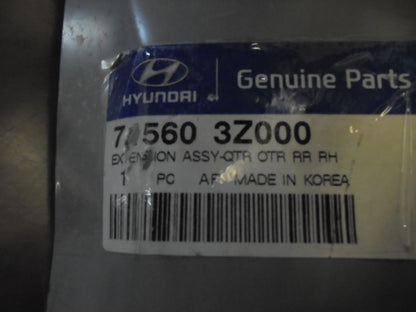 HYUNDAI
Genuine Parts
560 3Z000
ASSY-QTR OTR RR RH
1 PC MADE IN KOREA